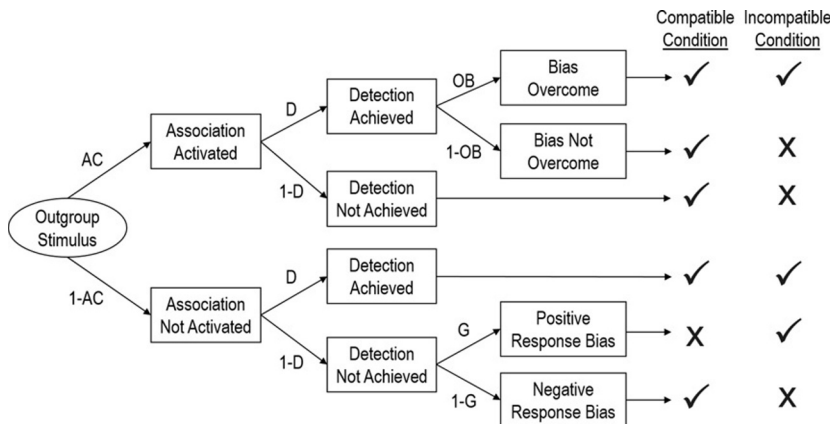 Compatible Incompatible
Condition Condition
OB
Bias
Overcome
✓ ✓
D
Detection
Achieved
AC
Association
Activated
1-OB
Bias Not
Overcome
✓ X
1-D
Detection
Not Achieved
✓ X
Outgroup
Stimulus
1-AC
D
Detection
Achieved
✓ ✓
Association
Not Activated
G
Positive
Response Bias
X ✓
1-D
Detection
Not Achieved
1-G
Negative
Response Bias
✓ X